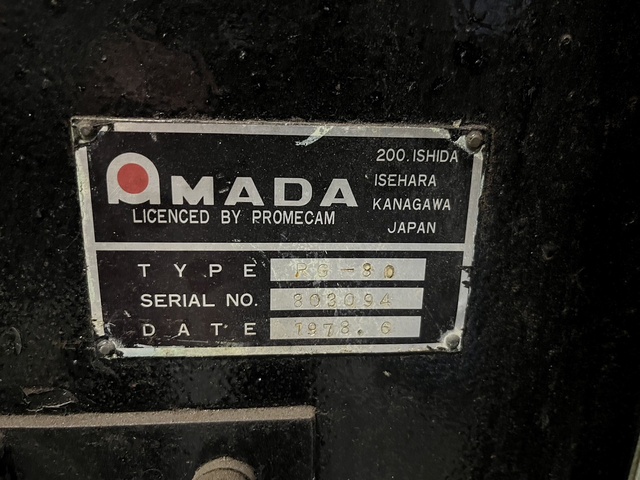 AMADA
LICENCED BY PROMECAM
200. ISHIDA
ISEHARA
KANAGAWA
JAPAN
TYPE RG-80
SERIAL NO. 803094
DATE 1978.6